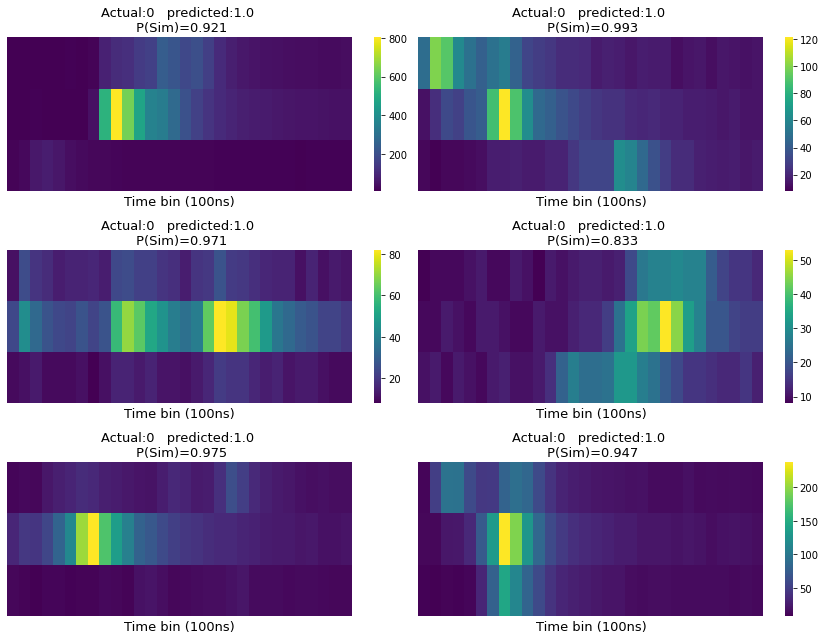 Actual:0   predicted:1.0
P(Sim)=0.921
800
600
400
200
Time bin (100ns)
Actual:0   predicted:1.0
P(Sim)=0.993
120
100
80
60
40
20
Time bin (100ns)
Actual:0   predicted:1.0
P(Sim)=0.971
80
60
40
20
Time bin (100ns)
Actual:0   predicted:1.0
P(Sim)=0.833
50
40
30
20
10
Time bin (100ns)
Actual:0   predicted:1.0
P(Sim)=0.975
Time bin (100ns)
Actual:0   predicted:1.0
P(Sim)=0.947
200
150
100
50
Time bin (100ns)